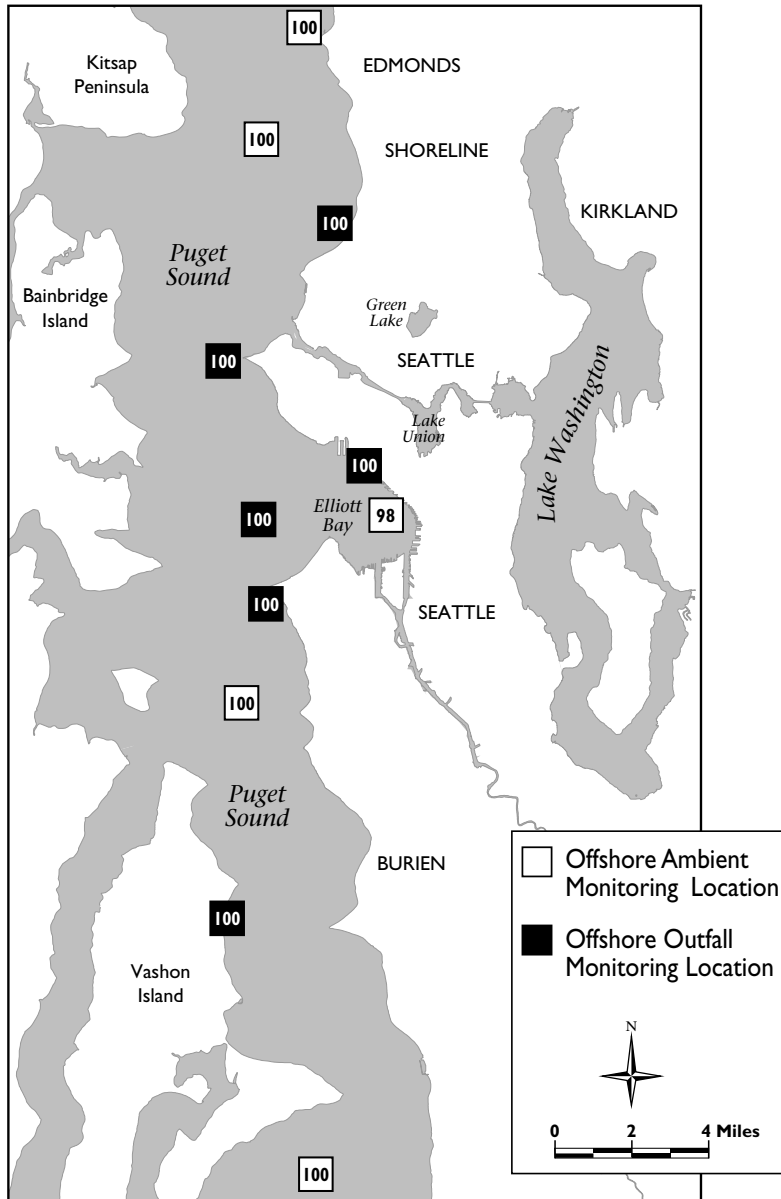 100
Kitsap
Peninsula
EDMONDS
100
SHORELINE
KIRKLAND
100
Puget
Sound
Bainbridge
Island
Green
Lake
100
SEATTLE
Lake Washington
Lake
Union
100
Elliott
Bay
98
100
100
SEATTLE
100
Puget
Sound
BURIEN
Offshore Ambient
Monitoring Location
100
Offshore Outfall
Monitoring Location
Vashon
Island
N
0 2 4 Miles
100